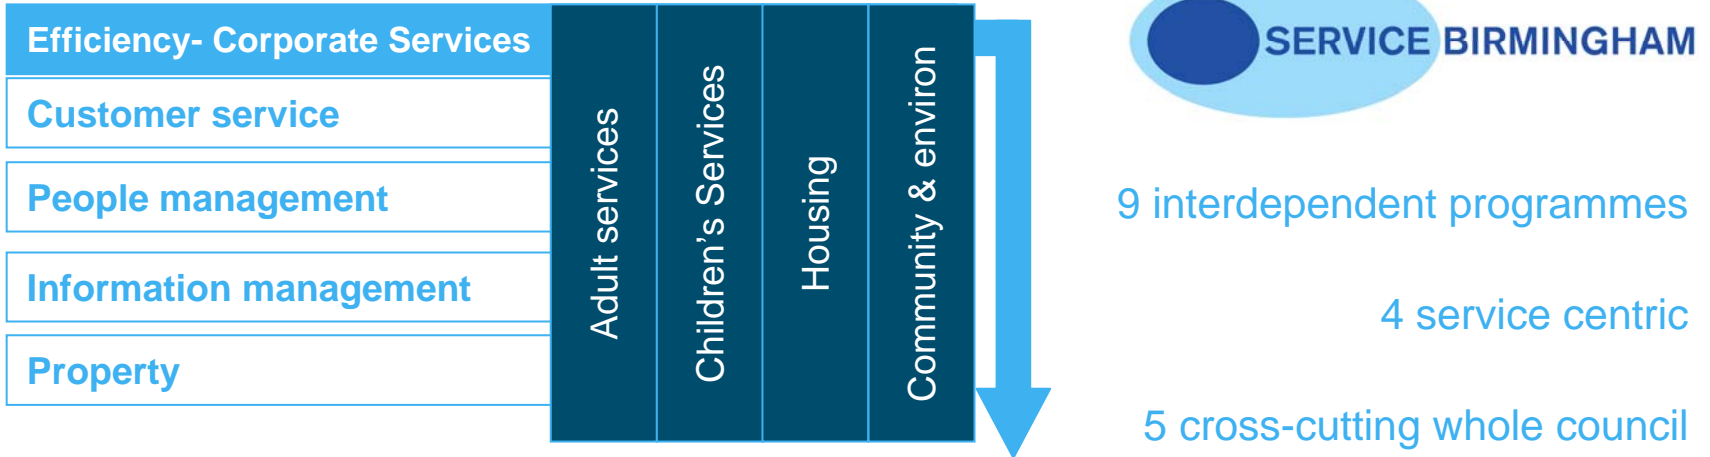 Efficiency- Corporate Services
Customer service
People management
Information management
Property
Adult services
Children’s Services
Housing
Community & environ
SERVICE BIRMINGHAM
9 interdependent programmes
4 service centric
5 cross-cutting whole council